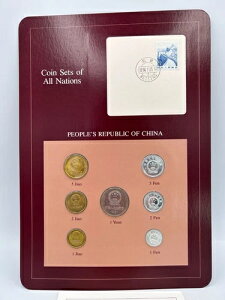 Coin Sets of
All Nations
PEOPLE'S REPUBLIC OF CHINA
5 Jiao
5 Fen
2 Jiao
1 Yuan
2 Fen
1 Jiao
1 Fen